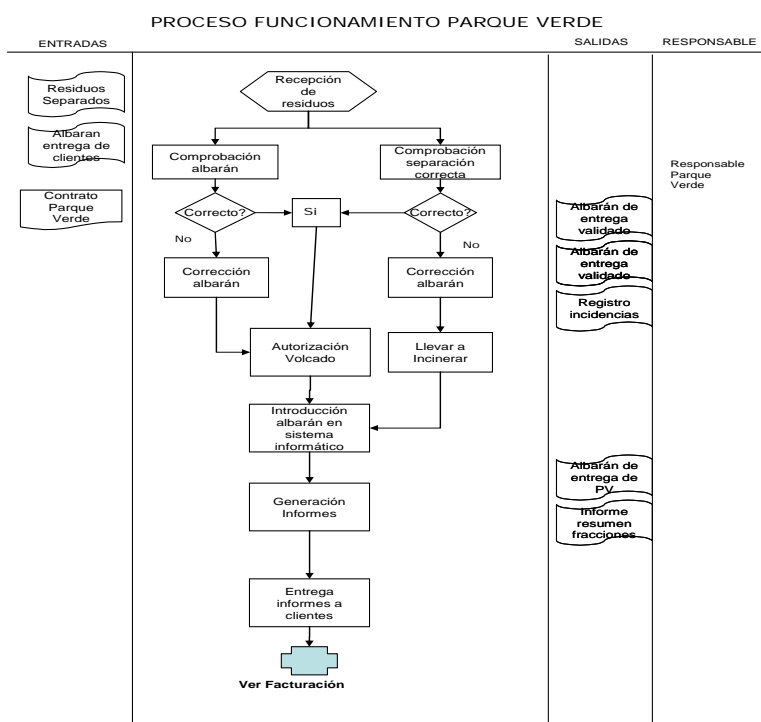 PROCESO FUNCIONAMIENTO PARQUE VERDE
ENTRADAS
SALIDAS
RESPONSABLE
Residuos
Separados
Albaran
entrega de
clientes
Contrato
Parque
Verde
Recepción
de
residuos
Comprobación
albarán
Comprobación
separación
correcta
Correcto?
Sí
Correcto?
No
No
Corrección
albarán
Corrección
albarán
Autorización
Volcado
Llevar a
Incinerar
Introducción
albarán en
sistema
informático
Generación
Informes
Entrega
informes a
clientes
Ver Facturación
Albarán de
entrega
validado
Albarán de
entrega
validado
Registro
incidencias
Albarán de
entrega de
PV
Informe
resumen
fracciones
Responsable
Parque
Verde